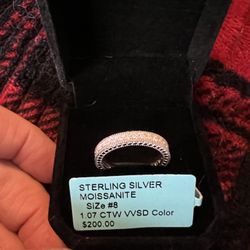 STERLING SILVER
MOISSANITE
SiZe #8
1.07 CTW VVSD Color
$200.00